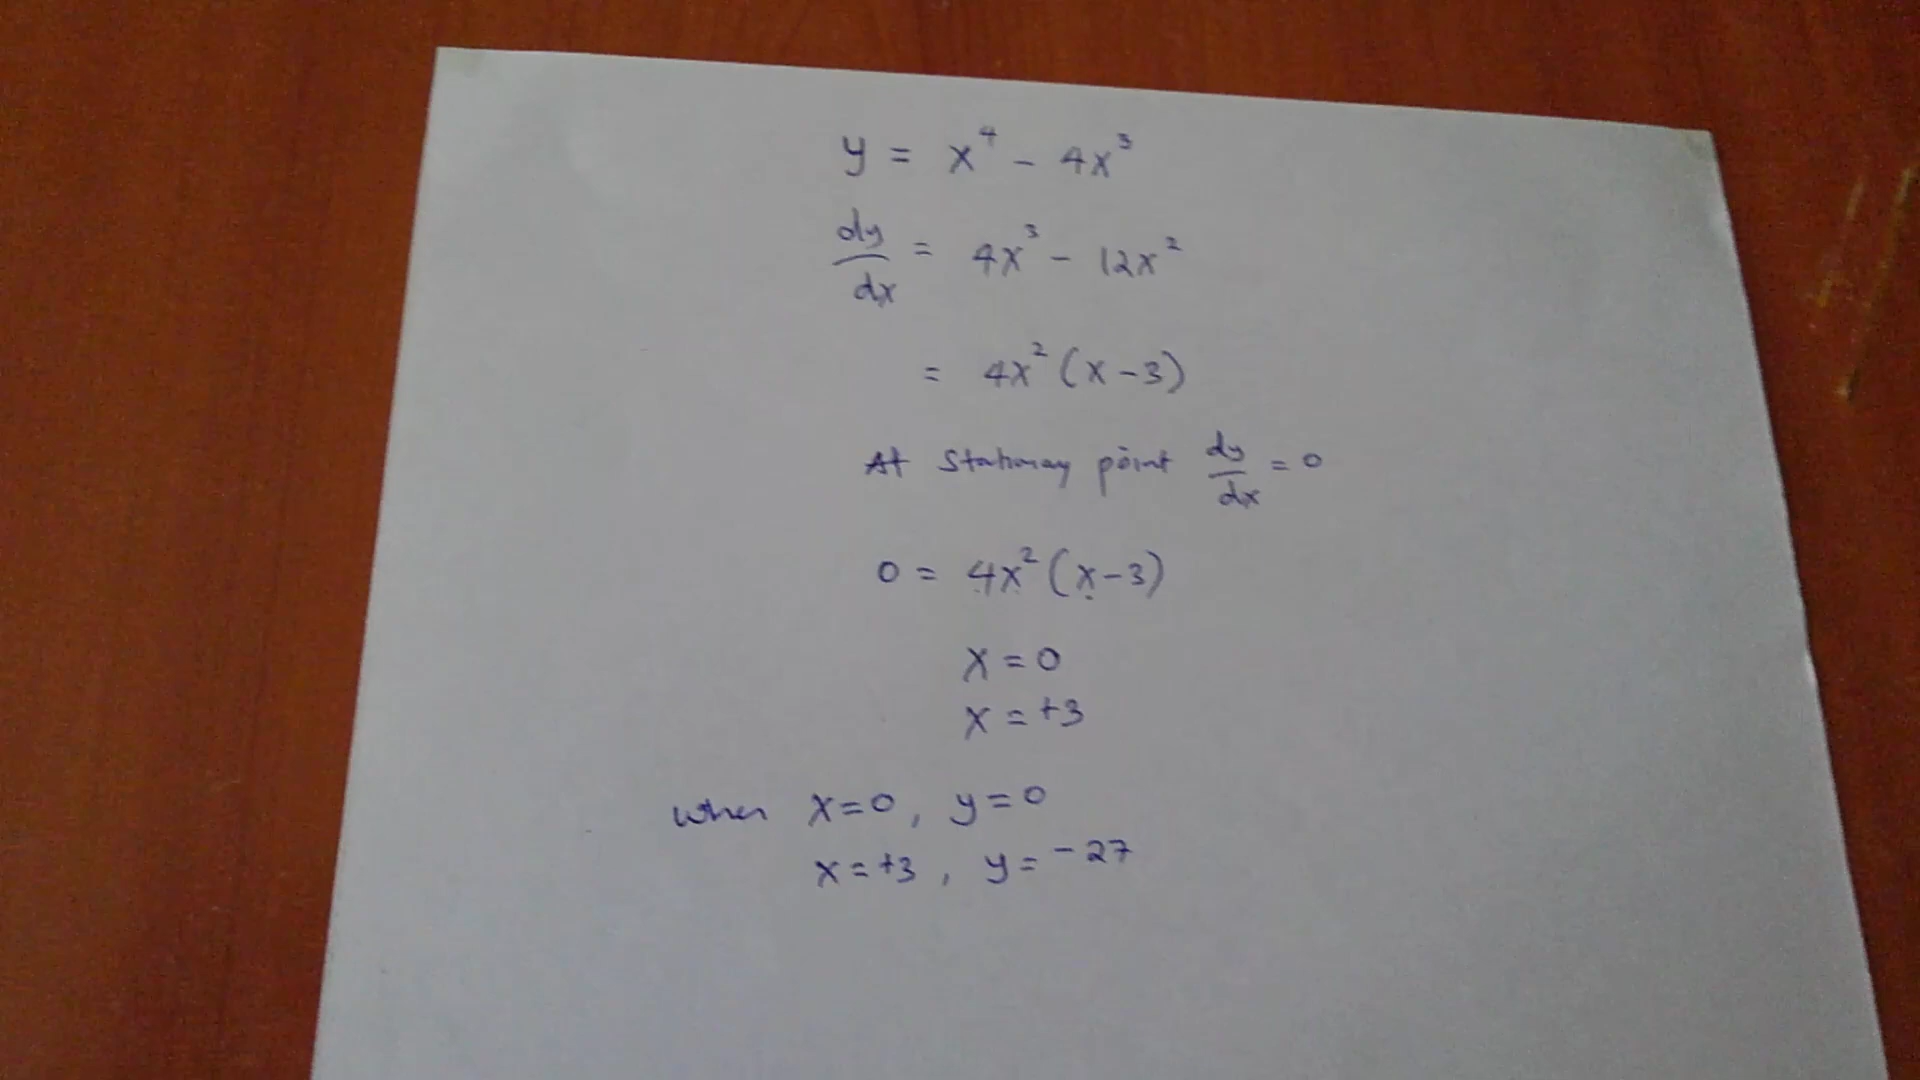 y = x⁴ - 4x³
dy/dx = 4x³ - 12x²
= 4x² (x-3)
At Stationary point dy/dx = 0
0 = 4x² (x-3)
x = 0
x = +3
when x=0, y=0
x=+3, y=-27